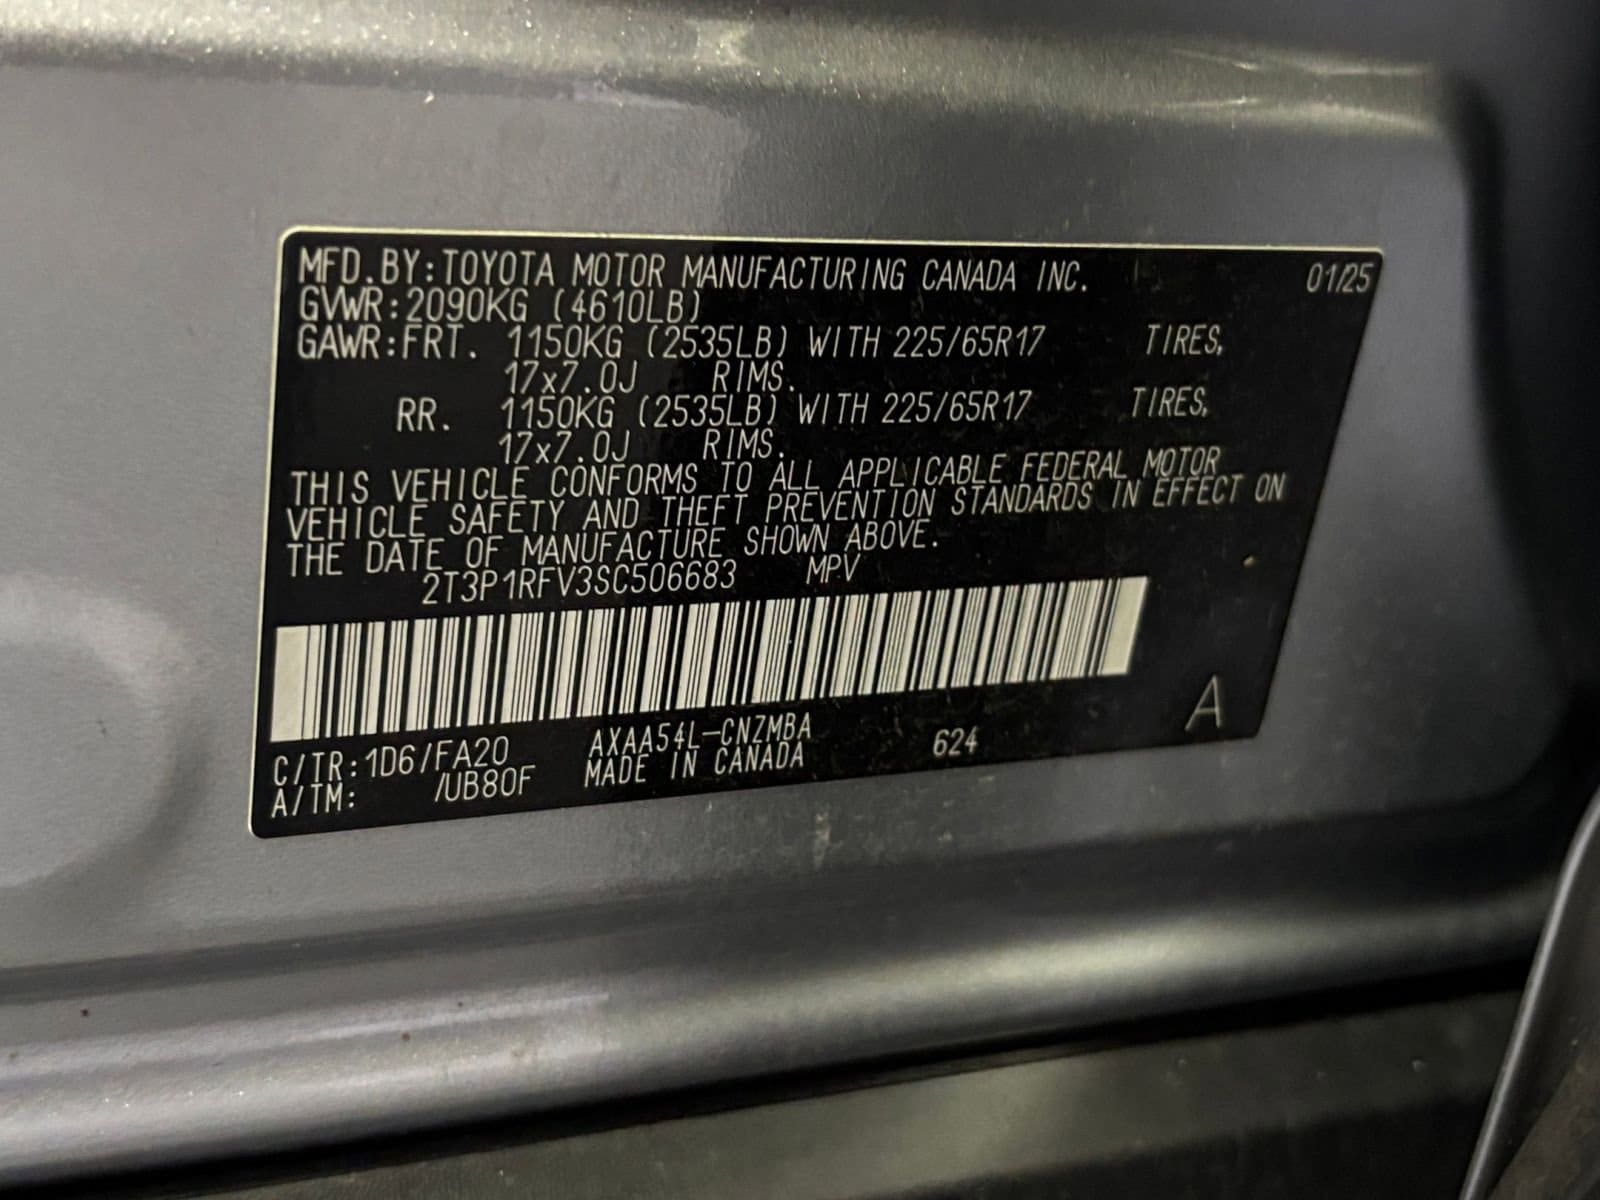 MFD.BY:TOYOTA MOTOR MANUFACTURING CANADA INC. 01/25
GVWR:2090KG (4610LB)
GAWR:FRT. 1150KG (2535LB) WITH 225/65R17 TIRES,
17x7.0J RIMS.
RR. 1150KG (2535LB) WITH 225/65R17 TIRES,
17x7.0J RIMS.
THIS VEHICLE CONFORMS TO ALL APPLICABLE FEDERAL MOTOR
VEHICLE SAFETY AND THEFT PREVENTION STANDARDS IN EFFECT ON
THE DATE OF MANUFACTURE SHOWN ABOVE.
2T3P1RFV3SC506683 MPV
C/TR:1D6/FA20 AXAA54L-CNZMBA 624 A
A/TM: /UB80F MADE IN CANADA